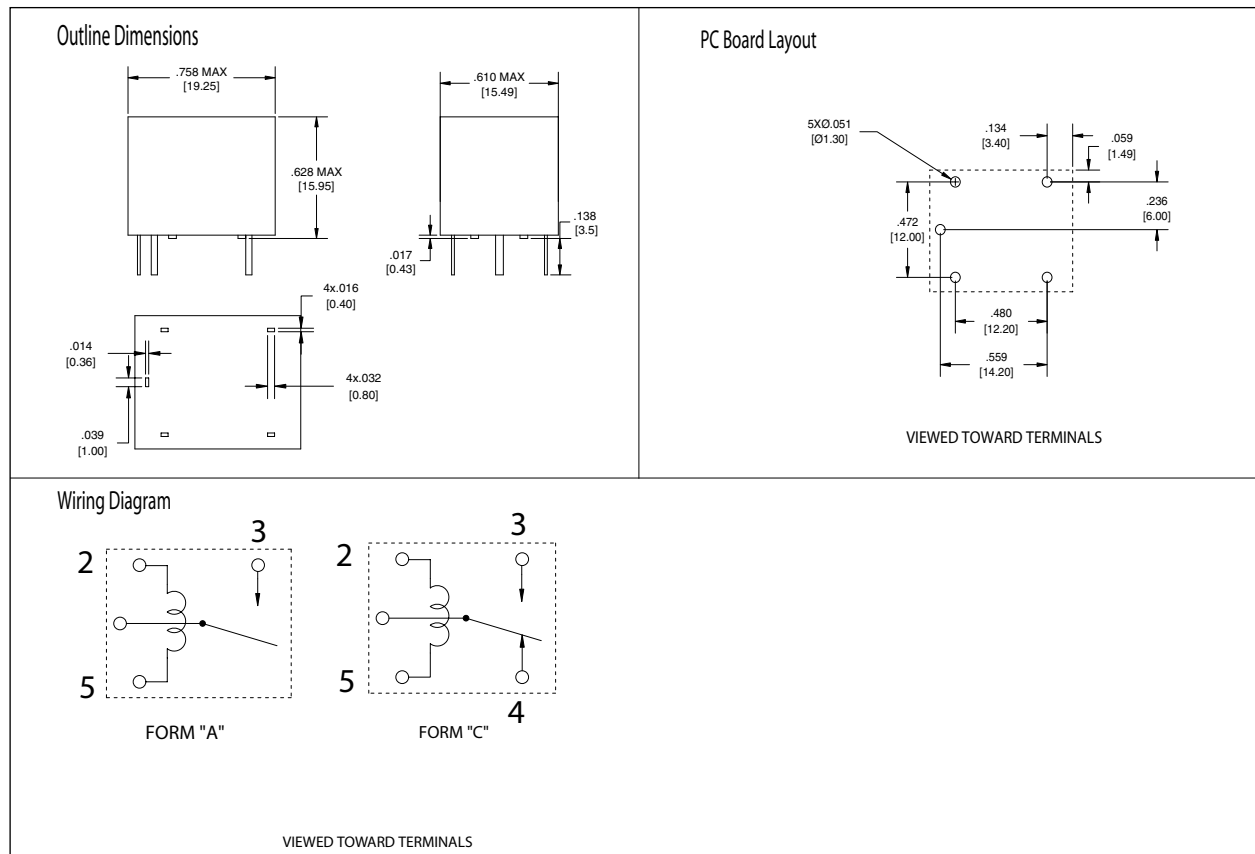 Outline Dimensions
.758 MAX
[19.25]
.610 MAX
[15.49]
.628 MAX
[15.95]
.138
[3.5]
.017
[0.43]
4x.016
[0.40]
.014
[0.36]
4x.032
[0.80]
.039
[1.00]
PC Board Layout
5XØ.051
[Ø1.30]
.134
[3.40]
.059
[1.49]
.236
[6.00]
.472
[12.00]
.480
[12.20]
.559
[14.20]
VIEWED TOWARD TERMINALS
Wiring Diagram
2
3
5
FORM "A"
2
3
5
4
FORM "C"
VIEWED TOWARD TERMINALS